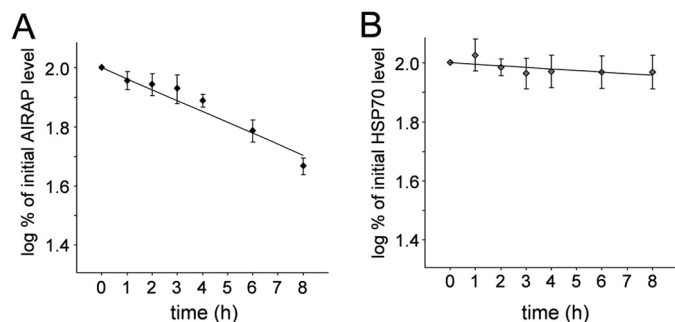 A
log % of initial AIRAP level
2.0
1.8
1.6
1.4
0 1 2 3 4 5 6 7 8
time (h)
B
log % of initial HSP70 level
2.0
1.8
1.6
1.4
0 1 2 3 4 5 6 7 8
time (h)